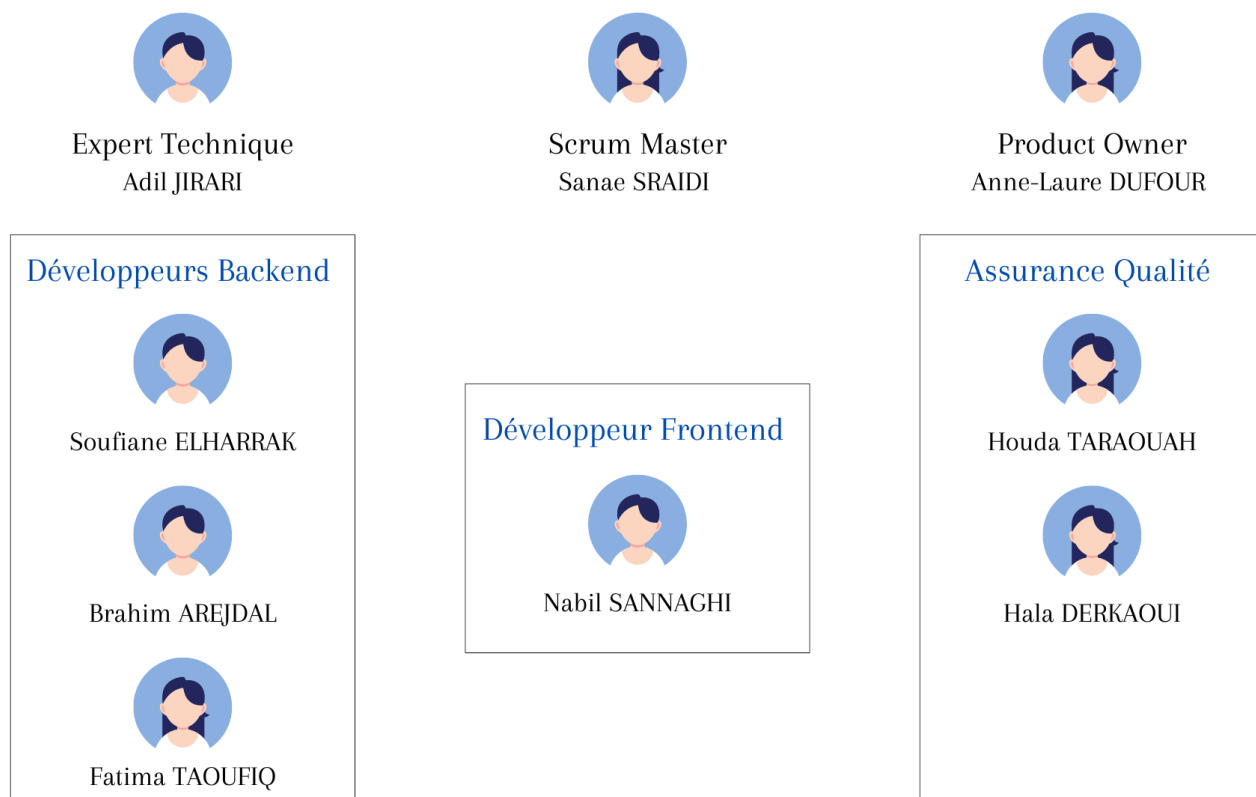 Expert Technique
Adil JIRARI
Scrum Master
Sanae SRAIDI
Product Owner
Anne-Laure DUFOUR
Développeurs Backend
Soufiane ELHARRAK
Brahim AREJDAL
Fatima TAOUFIQ
Développeur Frontend
Nabil SANNAGHI
Assurance Qualité
Houda TARAOUAH
Hala DERKAOUI